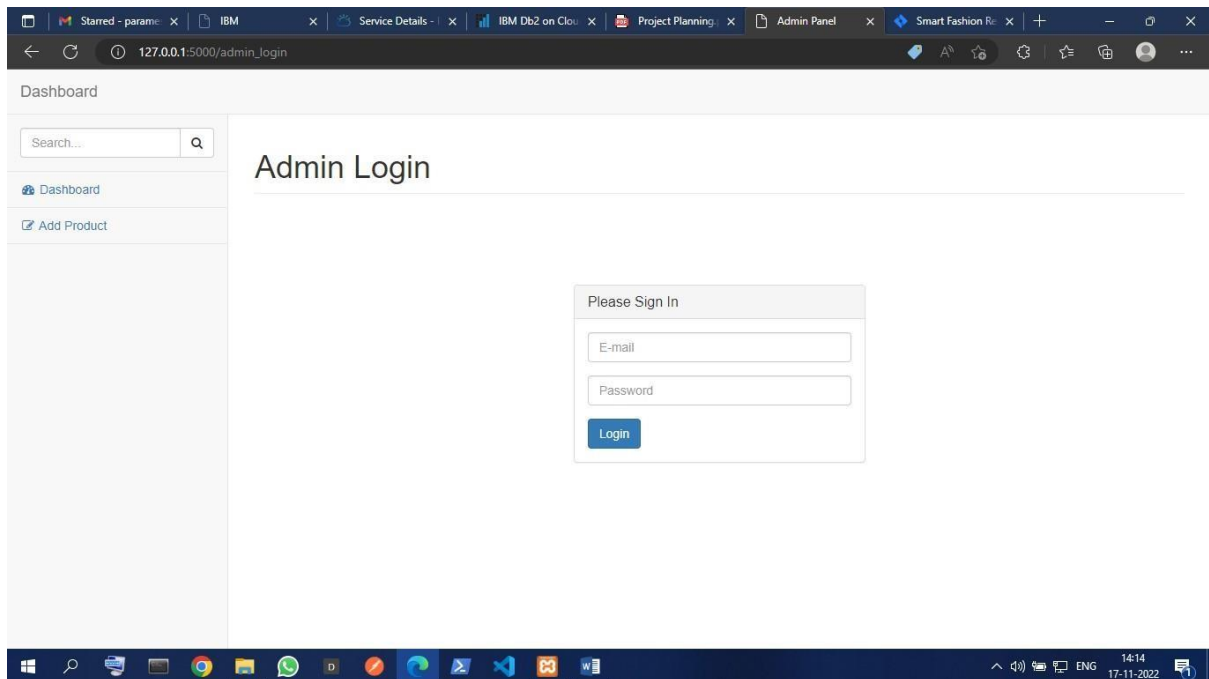 Starred - parame
IBM
Service Details - I
IBM Db2 on Clou
Project Planning.
Admin Panel
Smart Fashion Re
127.0.0.1:5000/admin_login
Dashboard
Search...
Dashboard
Add Product
Admin Login
Please Sign In
E-mail
Password
Login
ENG
14:14
17-11-2022